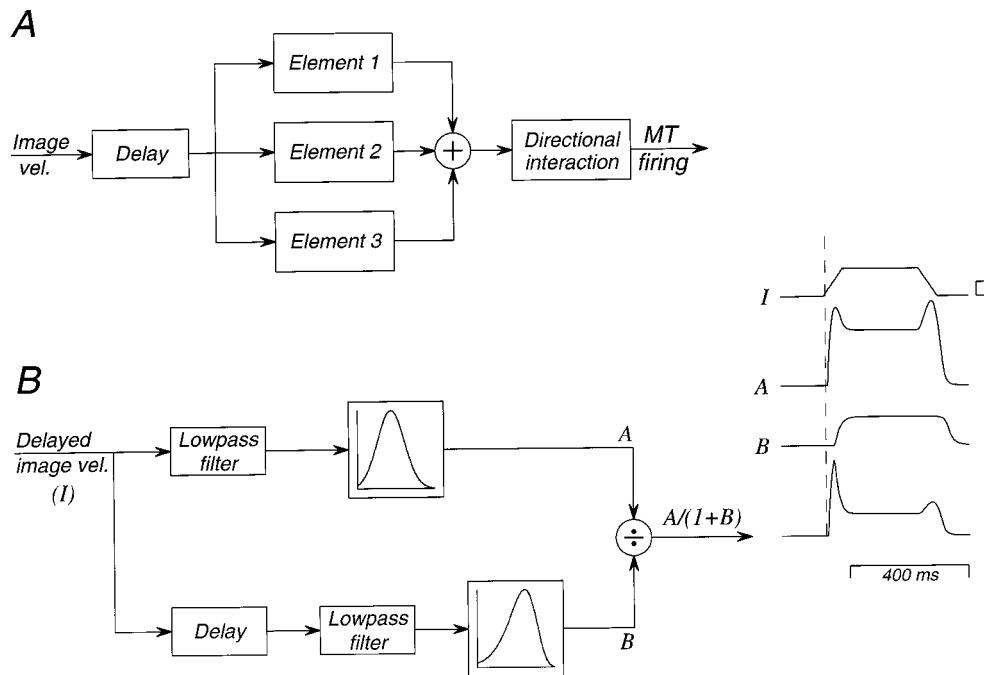 A
Image
vel.
Delay
Element 1
Element 2
Element 3
+
Directional
interaction
MT
firing
B
Delayed
image vel.
(I)
Lowpass
filter
A
÷
A/(1+B)
Delay
Lowpass
filter
B
I
A
B
400 ms